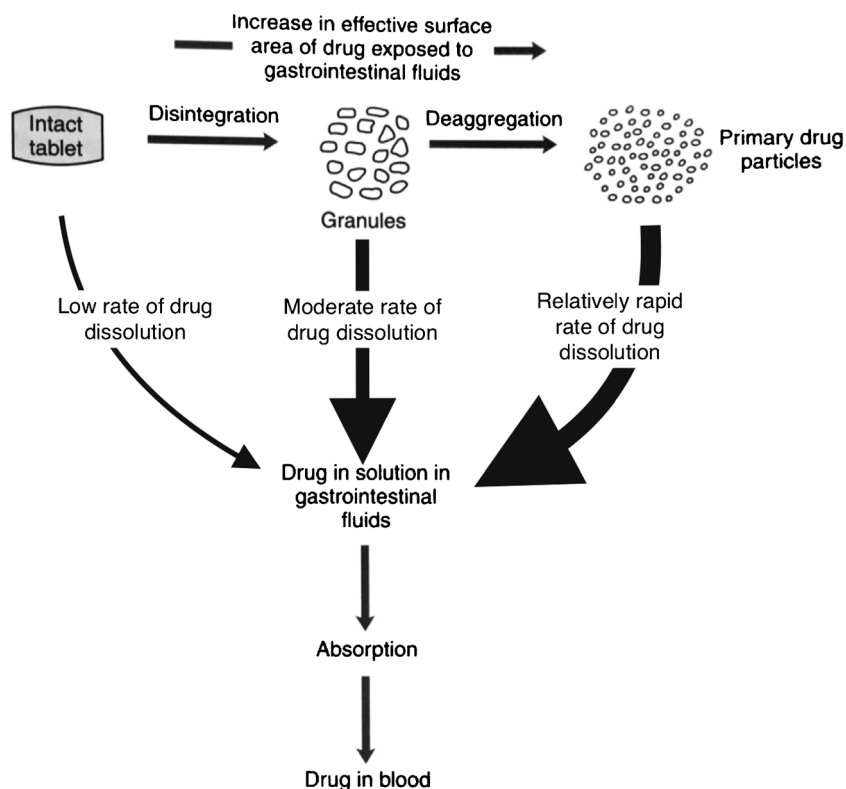 Increase in effective surface
area of drug exposed to
gastrointestinal fluids
Intact
tablet
Disintegration
Deaggregation
Primary drug
particles
Granules
Low rate of drug
dissolution
Moderate rate of
drug dissolution
Relatively rapid
rate of drug
dissolution
Drug in solution in
gastrointestinal
fluids
Absorption
Drug in blood